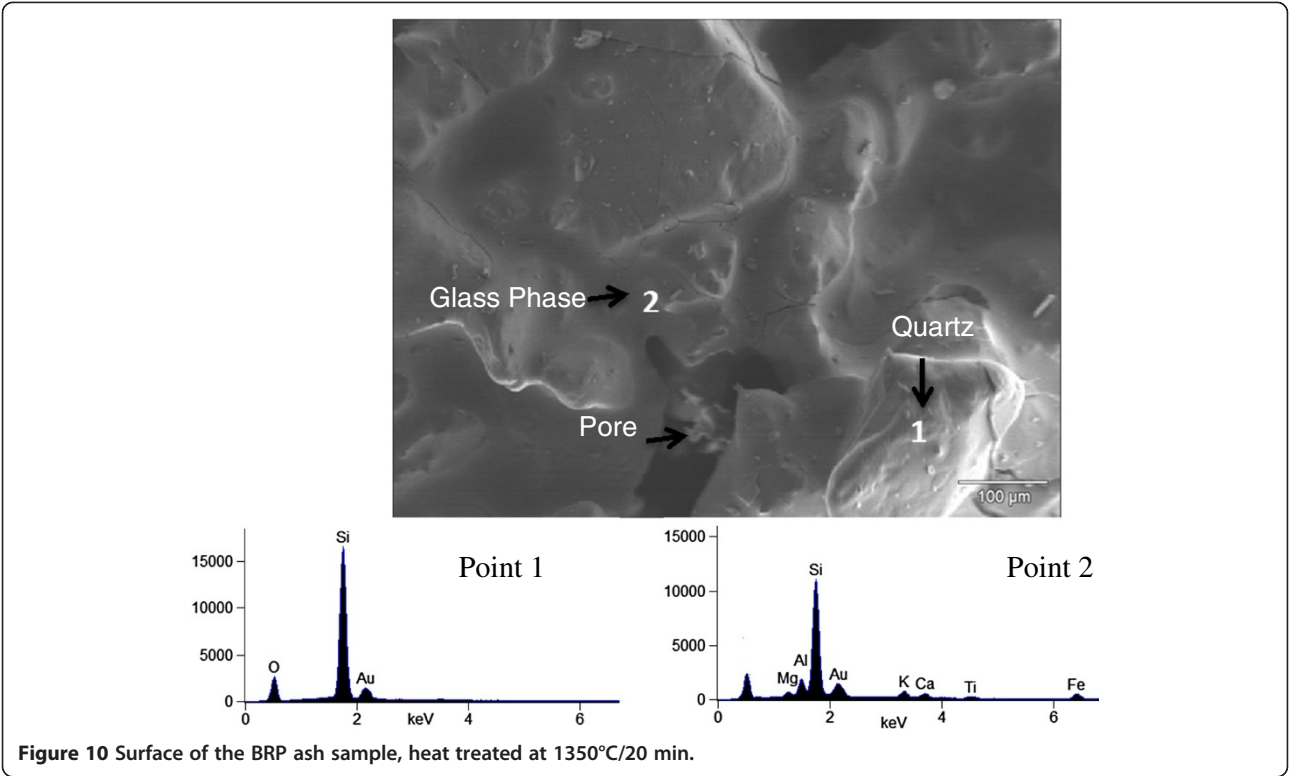 Glass Phase
2
Quartz
1
Pore
100 µm
Point 1
Si
15000
10000
5000
O
Au
0
0
2
keV
4
6
Point 2
15000
Si
10000
5000
Al
Mg
Au
K
Ca
Ti
Fe
0
0
2
keV
4
6
Figure 10 Surface of the BRP ash sample, heat treated at 1350°C/20 min.